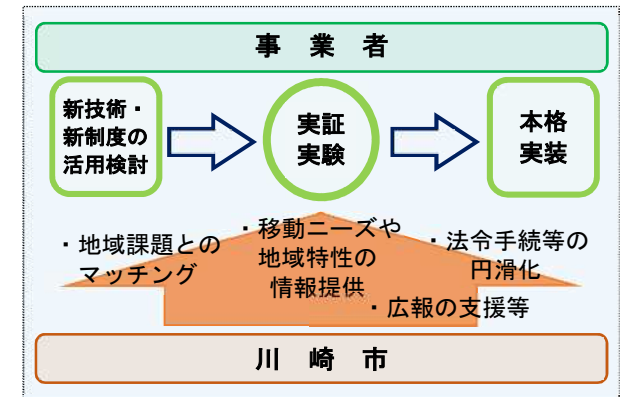 事 業 者
新技術・
新制度の
活用検討
実証
実験
本格
実装
・地域課題との
マッチング
・移動ニーズや
地域特性の
情報提供
・法令手続等の
円滑化
・広報の支援等
川 崎 市